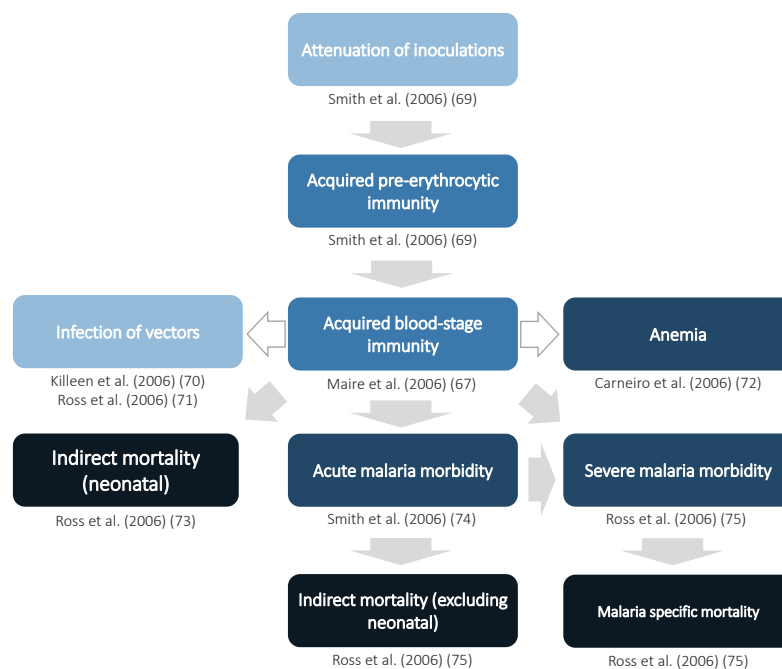 Attenuation of inoculations
Smith et al. (2006) (69)
Acquired pre-erythrocytic
immunity
Smith et al. (2006) (69)
Infection of vectors
Killeen et al. (2006) (70)
Ross et al. (2006) (71)
Acquired blood-stage
immunity
Maire et al. (2006) (67)
Anemia
Carneiro et al. (2006) (72)
Indirect mortality
(neonatal)
Ross et al. (2006) (73)
Acute malaria morbidity
Smith et al. (2006) (74)
Severe malaria morbidity
Ross et al. (2006) (75)
Indirect mortality (excluding
neonatal)
Ross et al. (2006) (75)
Malaria specific mortality
Ross et al. (2006) (75)